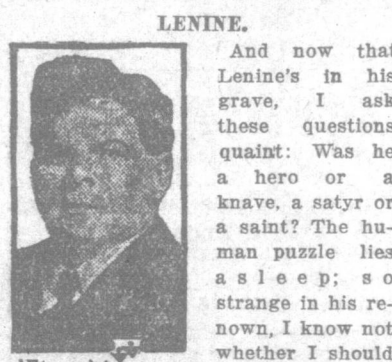 LENINE.
And now that
Lenine's in his
grave, I ask
these questions
quaint: Was he
a hero or a
knave, a satyr or
a saint? The hu-
man puzzle lies
asleep; so
strange in his re-
nown, I know not
whether I should